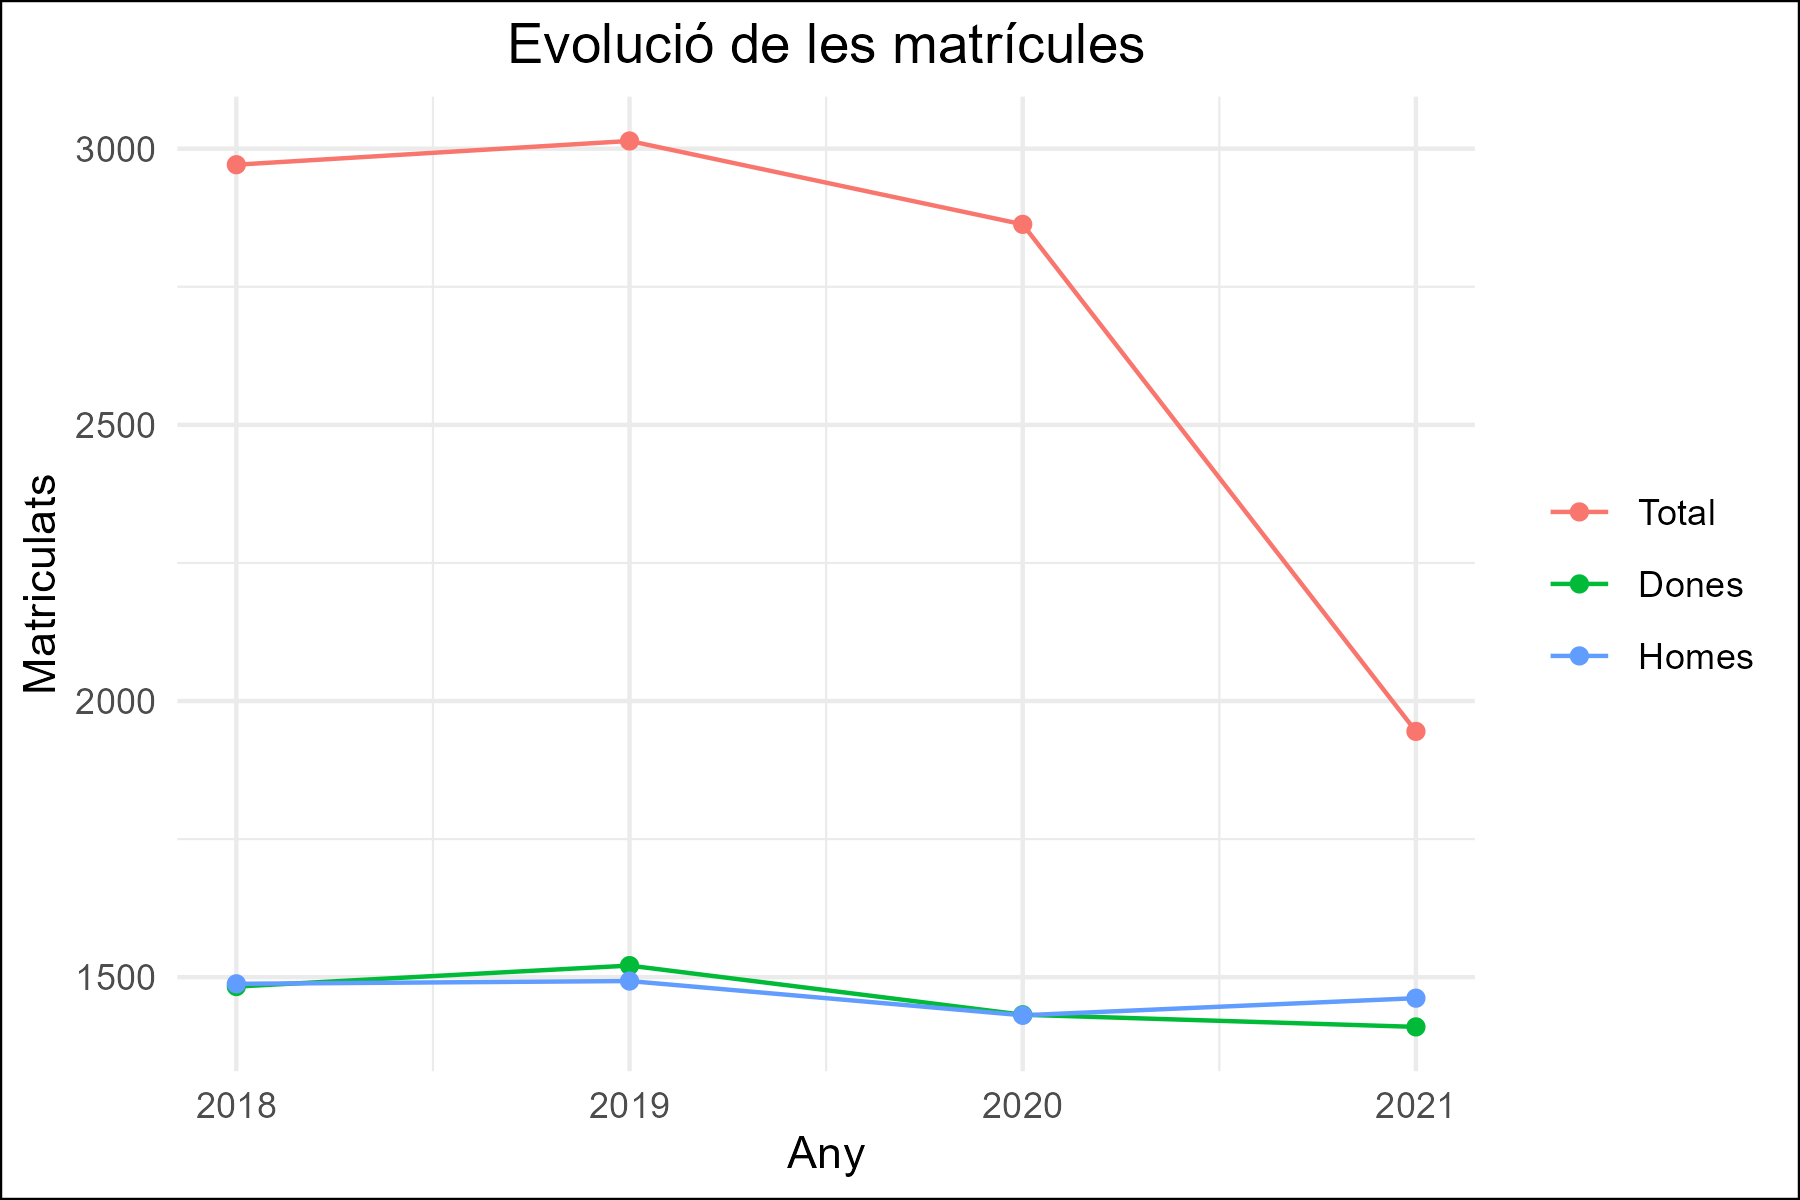 Evolució de les matrícules
3000
2500
2000
1500
Matriculats
2018
2019
2020
2021
Any
Total
Dones
Homes